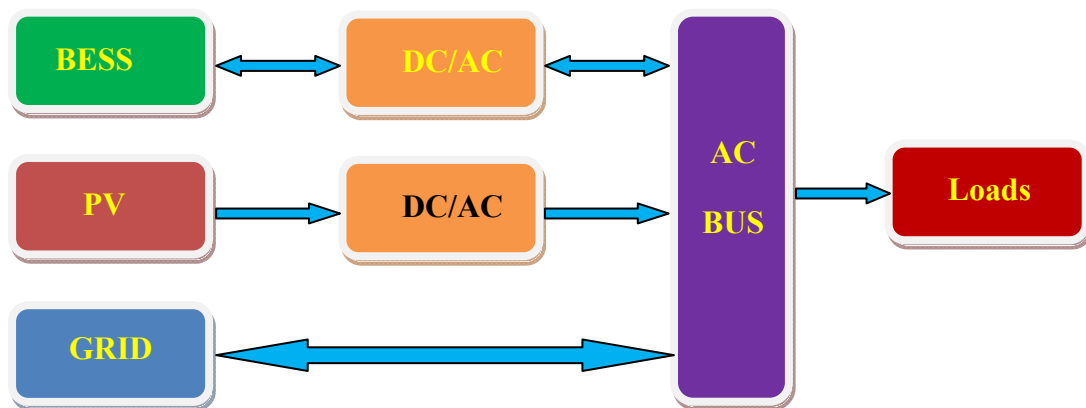 BESS
DC/AC
PV
DC/AC
GRID
AC
BUS
Loads